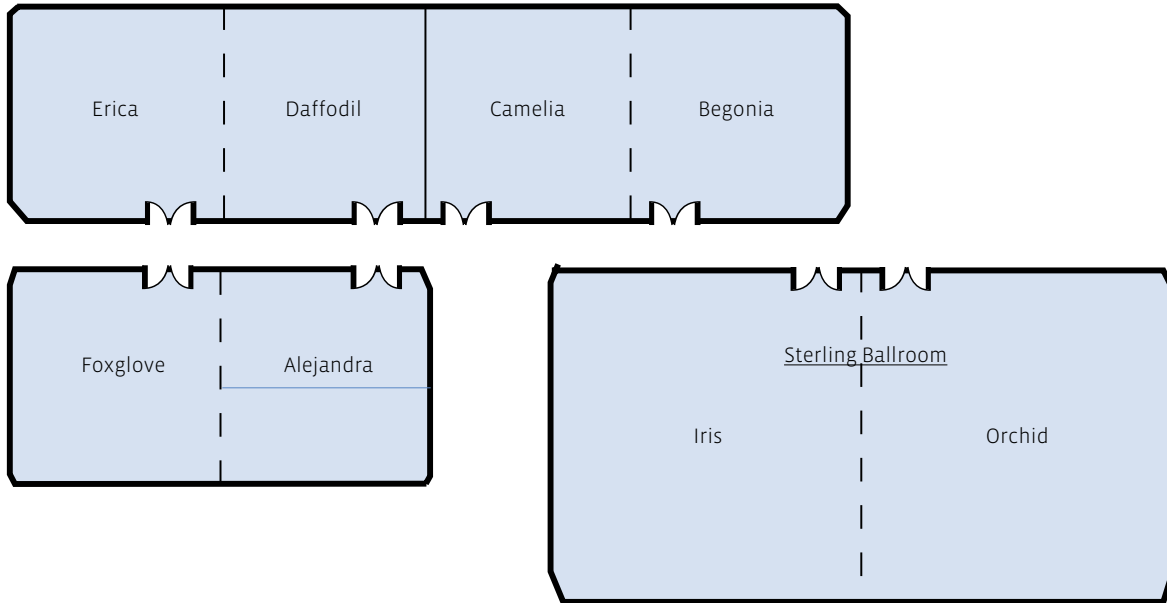 Erica
Daffodil
Camelia
Begonia
Foxglove
Alejandra
Sterling Ballroom
Iris
Orchid